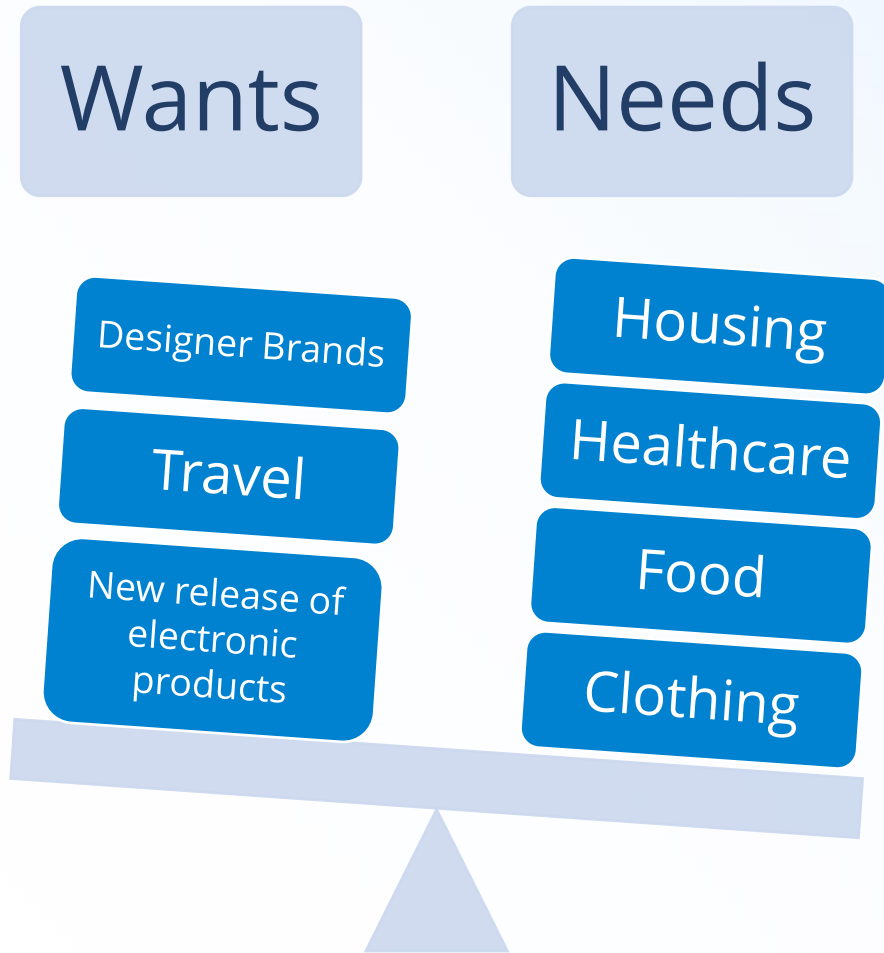 Wants
Needs
Designer Brands
Travel
New release of
electronic
products
Housing
Healthcare
Food
Clothing